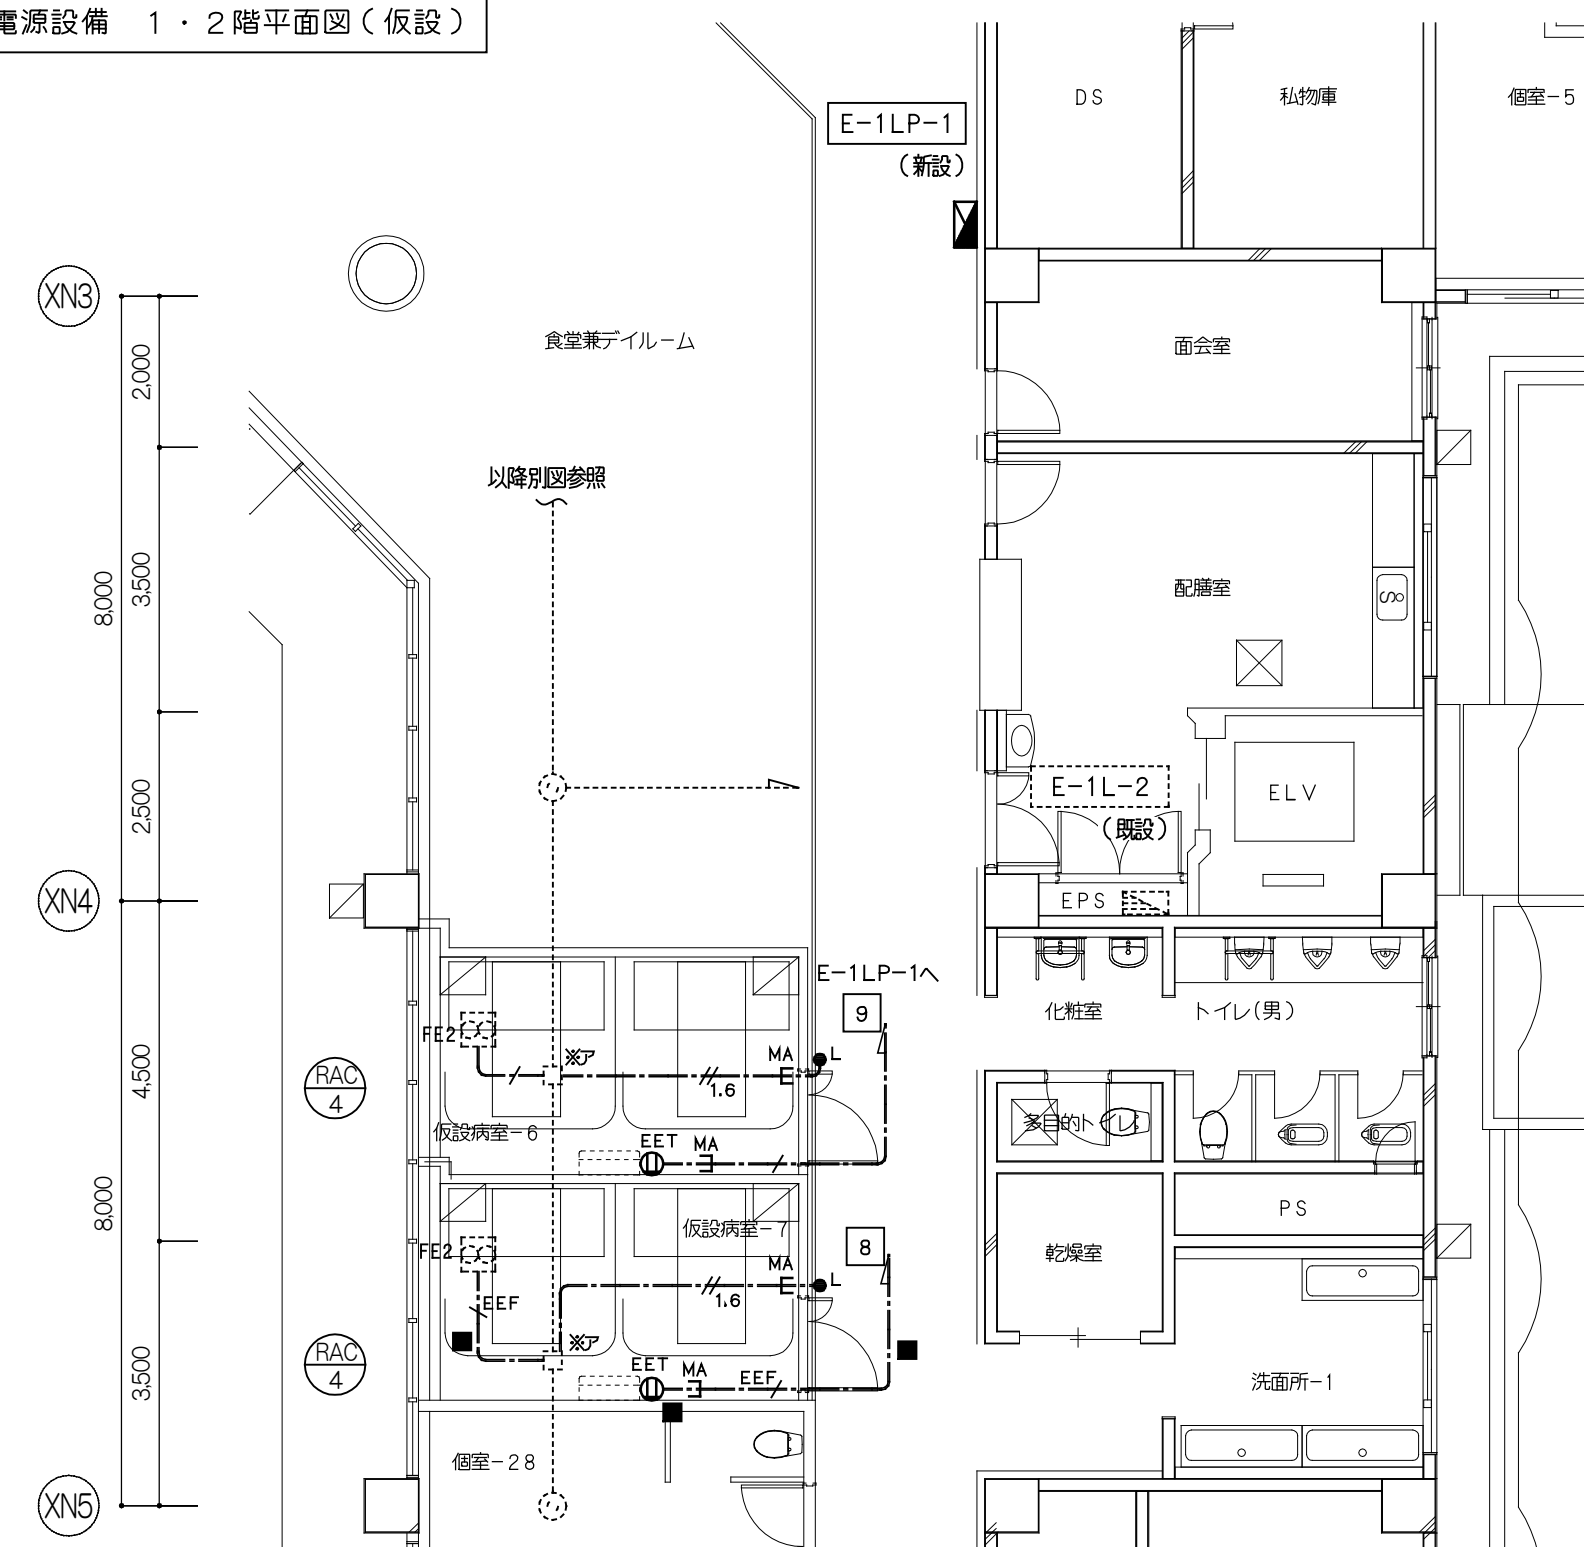 電源設備　１・２階平面図（仮設）
E-1LP-1
（新設）
DS
私物庫
個室-5
XN3
2,000
食堂兼デイルーム
面会室
以降別図参照
3,500
8,000
配膳室
S
2,500
E-1L-2
（既設）
ELV
XN4
EPS
E-1LP-1へ
9
化粧室
トイレ(男)
FE2
※ア
MA
L
1.6
4,500
RAC
4
多目的トイレ
仮設病室-6
EET
MA
8,000
仮設病室-7
PS
8
FE2
MA
L
乾燥室
EEF
1.6
※ア
RAC
4
3,500
EET
MA
EEF
洗面所-1
個室-28
XN5